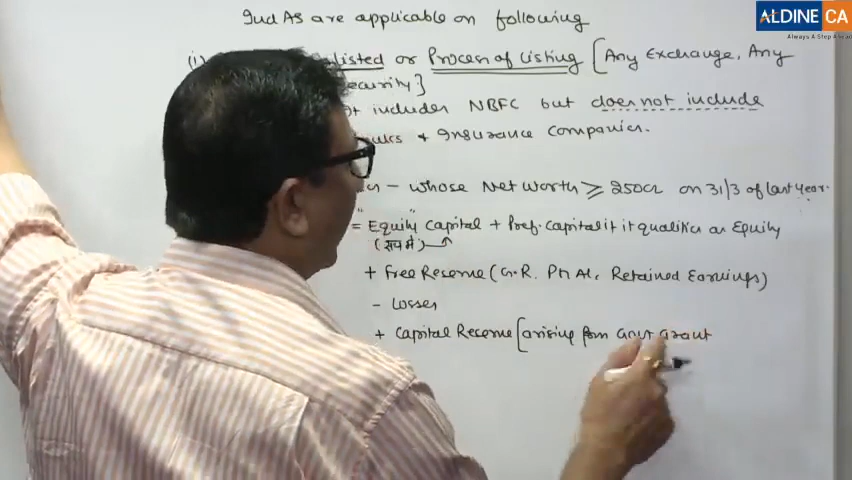 ALDINE CA
Always A Step Ahead
Ind AS are applicable on following
(i) listed or Process of Listing [Any Exchange, Any
Security]
It includes NBFC but does not include
Banks & Insurance Companies.
whose Net Worth ≥ 250cr on 31/3 of last year.
= "Equity" Capital + Pref. Capital if it qualifies as Equity
(सच में)
+ Free Reserve (G.R, P/L A/c, Retained Earnings)
- Losses
+ Capital Reserve [arising from Govt grant